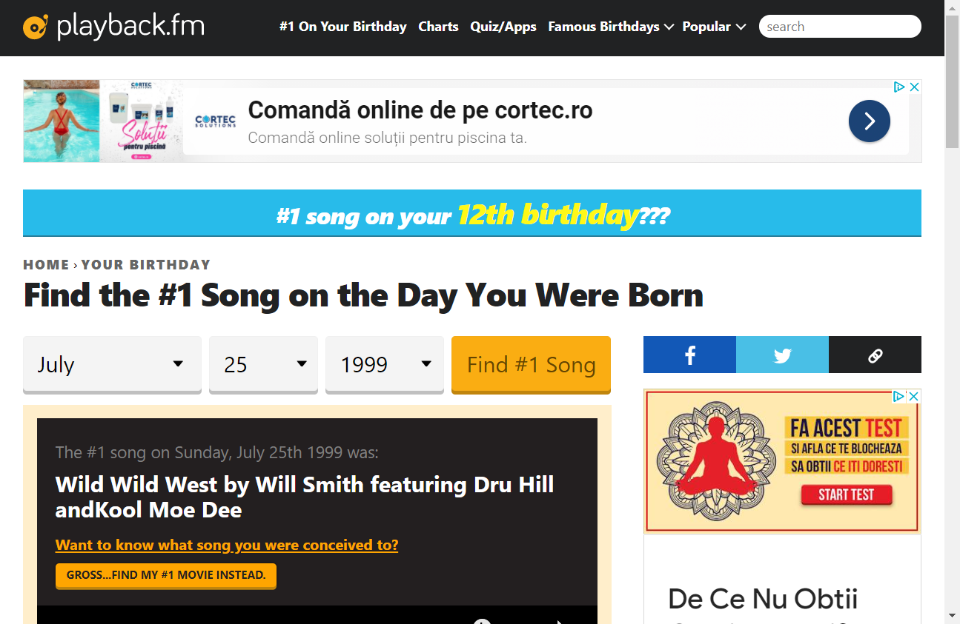 playback.fm
#1 On Your Birthday Charts Quiz/Apps Famous Birthdays Popular search
CORTEC
Soluții
pentru piscină
CORTEC
SOLUTIONS
Comandă online de pe cortec.ro
Comandă online soluții pentru piscina ta.
#1 song on your 12th birthday???
HOME › YOUR BIRTHDAY
Find the #1 Song on the Day You Were Born
July 25 1999 Find #1 Song
The #1 song on Sunday, July 25th 1999 was:
Wild Wild West by Will Smith featuring Dru Hill
andKool Moe Dee
Want to know what song you were conceived to?
GROSS...FIND MY #1 MOVIE INSTEAD.
FA ACEST TEST
SI AFLA CE TE BLOCHEAZA
SA OBTII CE ITI DORESTI
START TEST
De Ce Nu Obtii